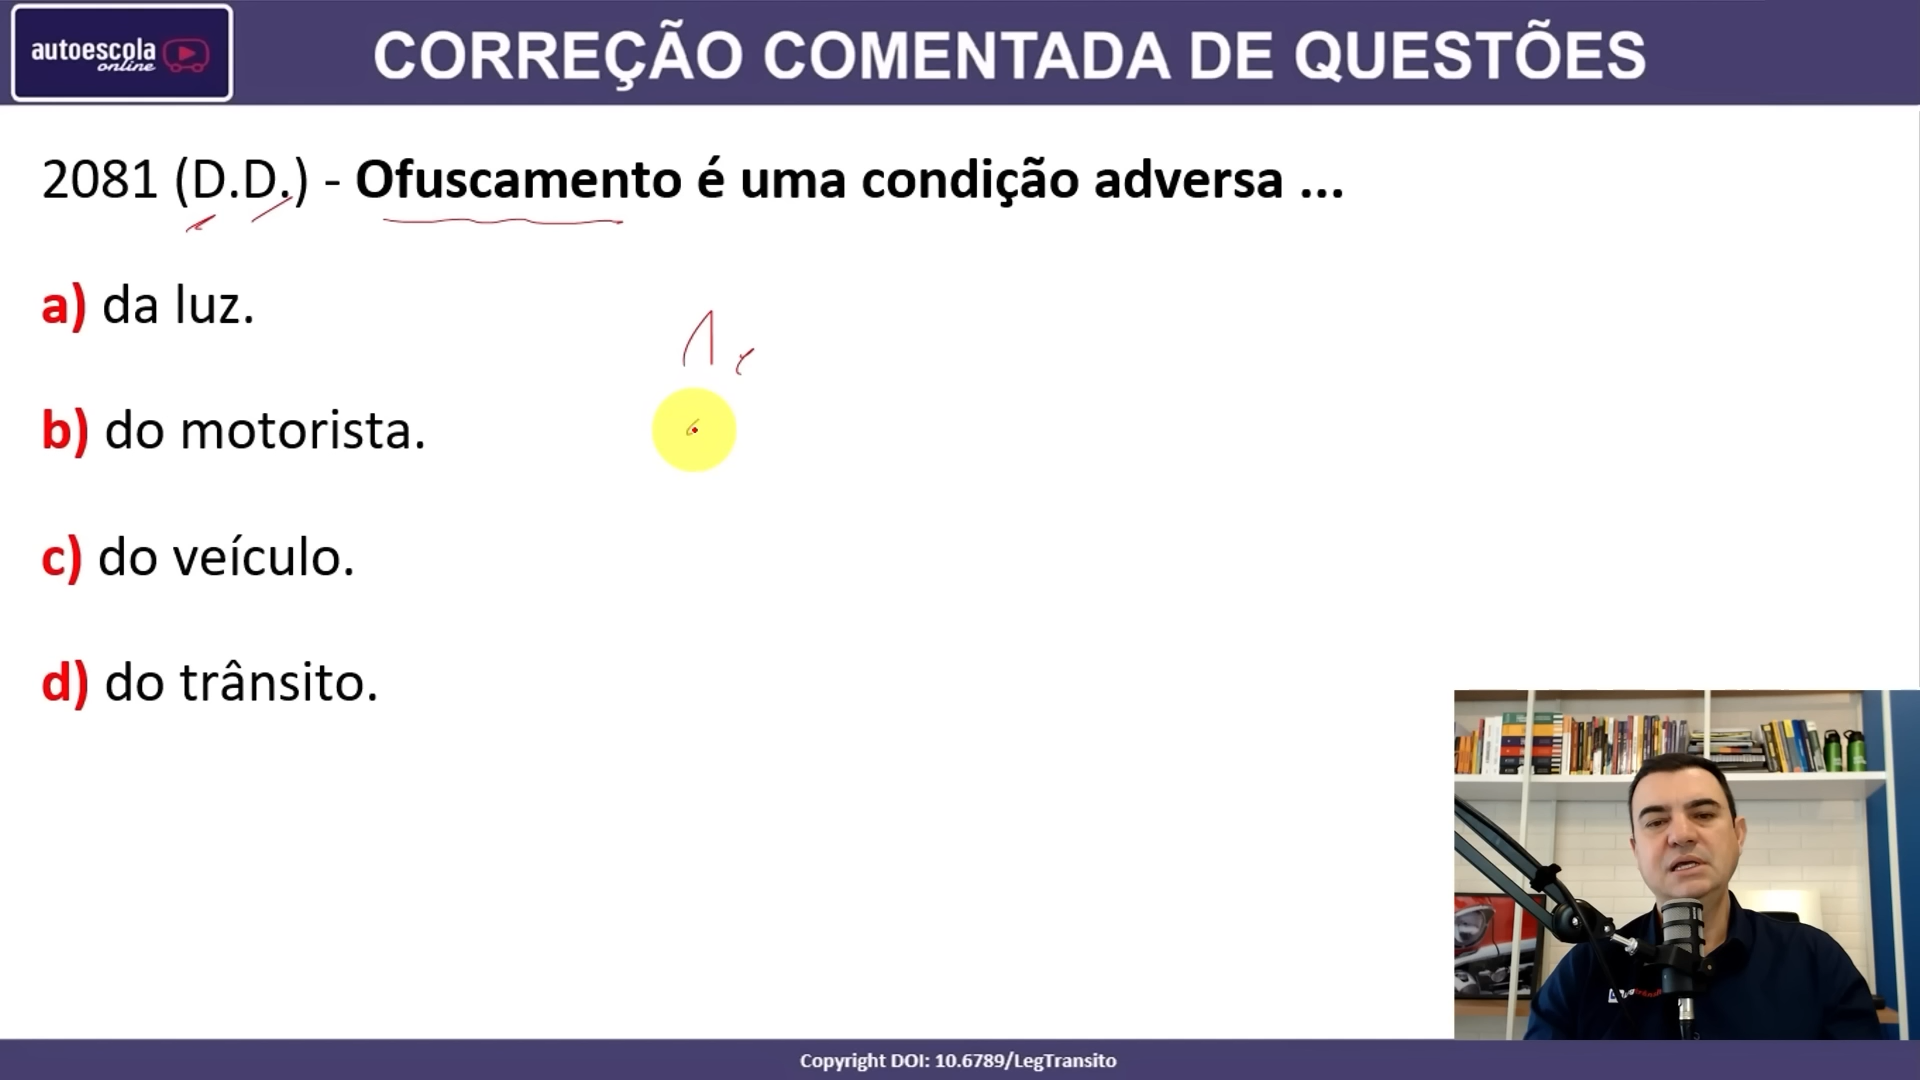 autoescola
online
CORREÇÃO COMENTADA DE QUESTÕES
2081 (D.D.) - Ofuscamento é uma condição adversa ...
a) da luz.
b) do motorista.
c) do veículo.
d) do trânsito.
Copyright DOI: 10.6789/LegTransito